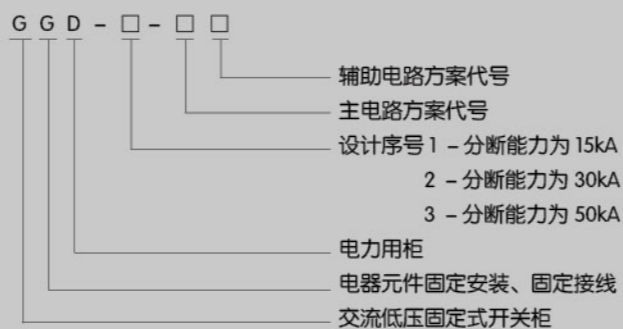 G G D - □ - □ □
辅助电路方案代号
主电路方案代号
设计序号 1 - 分断能力为 15kA
2 - 分断能力为 30kA
3 - 分断能力为 50kA
电力用柜
电器元件固定安装、固定接线
交流低压固定式开关柜